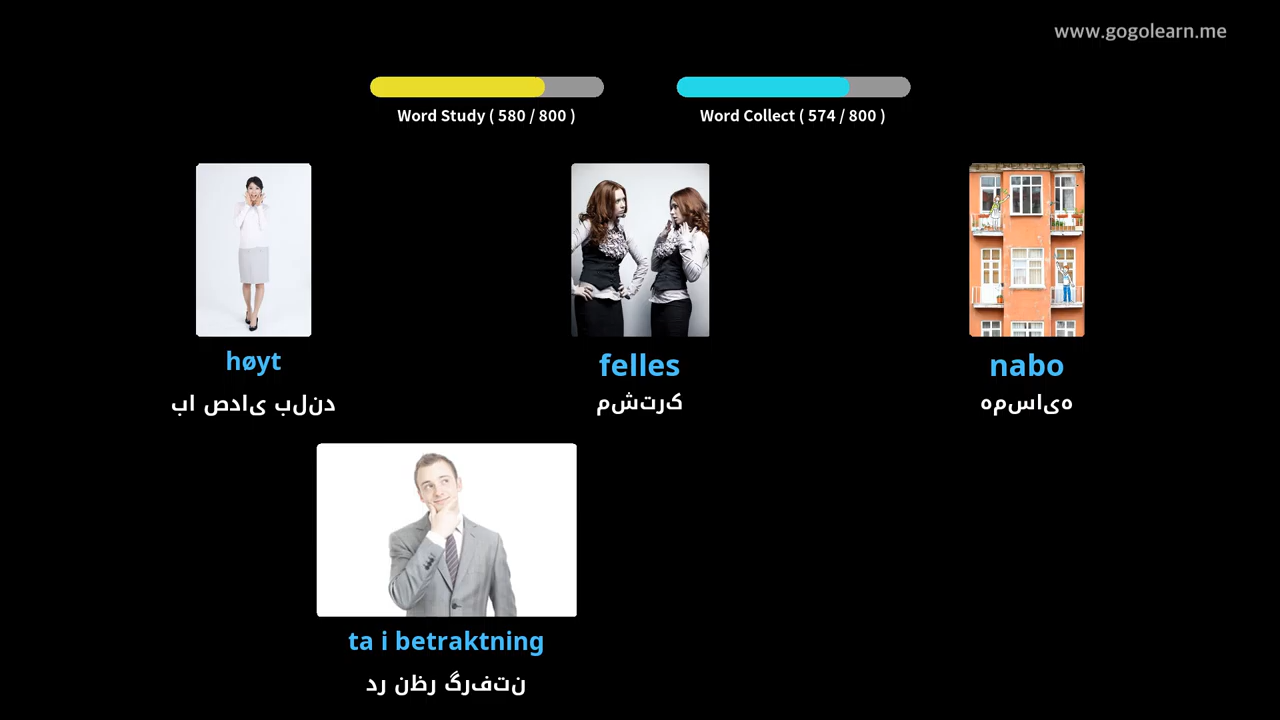 www.gogolearn.me
Word Study ( 580 / 800 )
Word Collect ( 574 / 800 )
høyt
با صدای بلند
felles
مشترک
nabo
همسایه
ta i betraktning
در نظر گرفتن